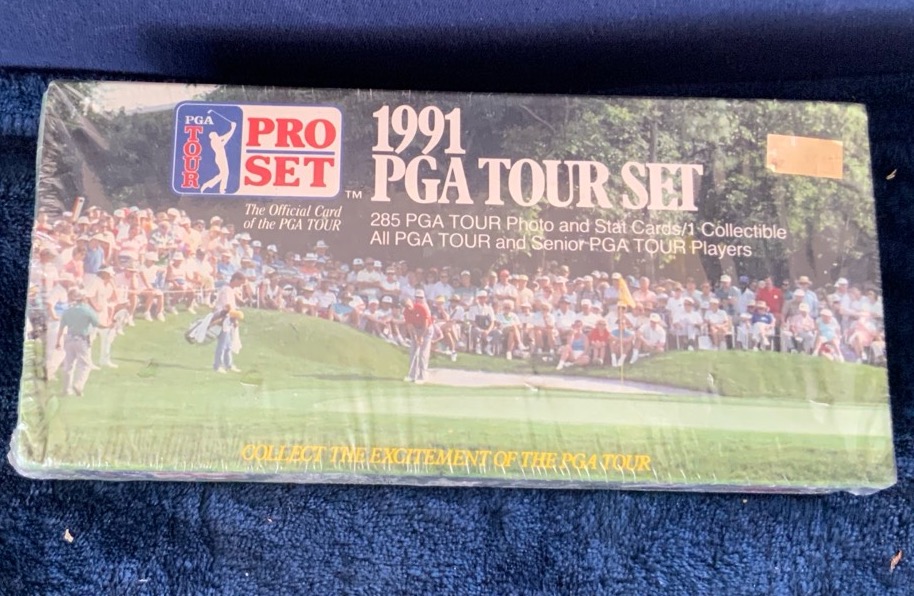 PGA
TOUR
PRO
SET
™
The Official Card
of the PGA TOUR
1991
PGA TOUR SET
285 PGA TOUR Photo and Stat Cards/1 Collectible
All PGA TOUR and Senior PGA TOUR Players
COLLECT THE EXCITEMENT OF THE PGA TOUR